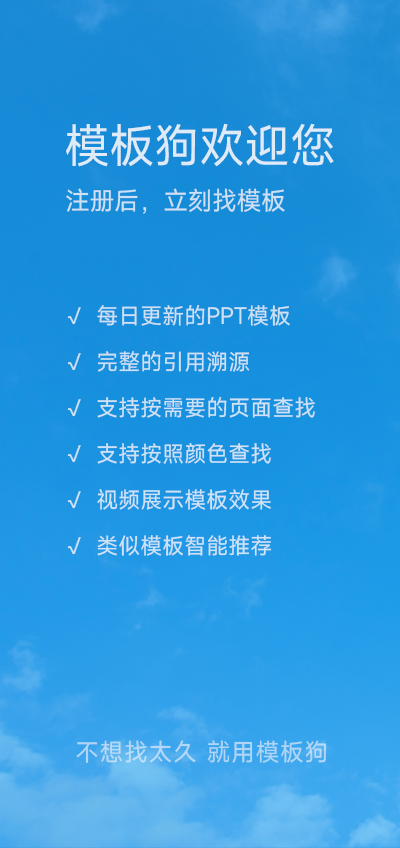 模板狗欢迎您
注册后，立刻找模板
√ 每日更新的PPT模板
√ 完整的引用溯源
√ 支持按需要的页面查找
√ 支持按照颜色查找
√ 视频展示模板效果
√ 类似模板智能推荐
不想找太久 就用模板狗